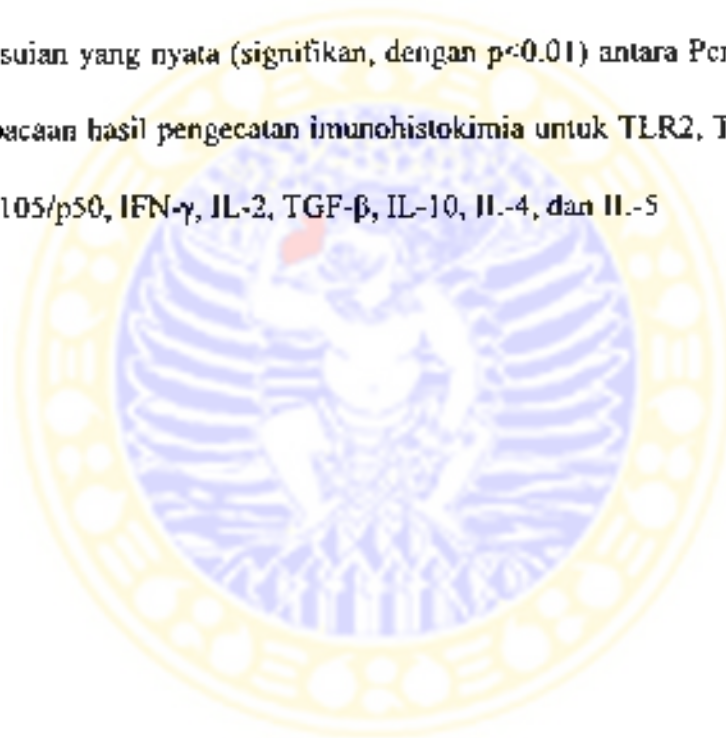 suian yang nyata (signifikan, dengan p<0.01) antara Pen
bacaan hasil pengecatan imunohistokimia untuk TLR2, T
105/p50, IFN-γ, IL-2, TGF-β, IL-10, IL-4, dan IL-5